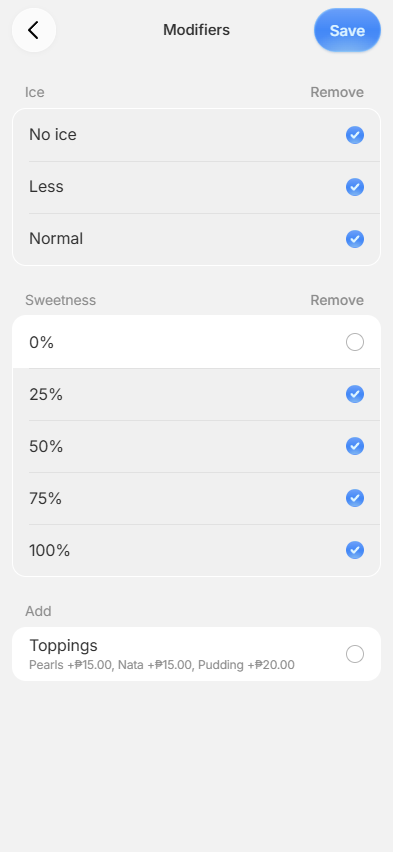 Modifiers
Save
Ice
Remove
No ice
Less
Normal
Sweetness
Remove
0%
25%
50%
75%
100%
Add
Toppings
Pearls +₱15.00, Nata +₱15.00, Pudding +₱20.00